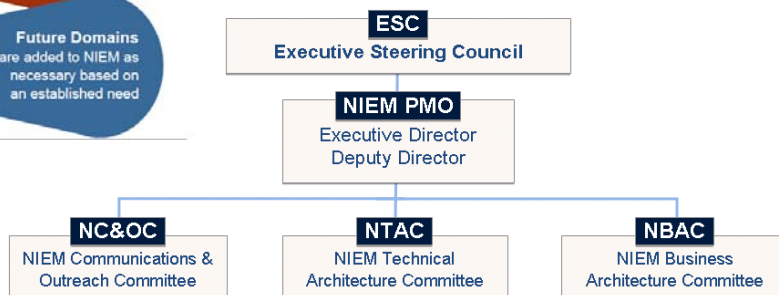 Future Domains
are added to NIEM as
necessary based on
an established need
ESC
Executive Steering Council
NIEM PMO
Executive Director
Deputy Director
NC&OC
NIEM Communications &
Outreach Committee
NTAC
NIEM Technical
Architecture Committee
NBAC
NIEM Business
Architecture Committee